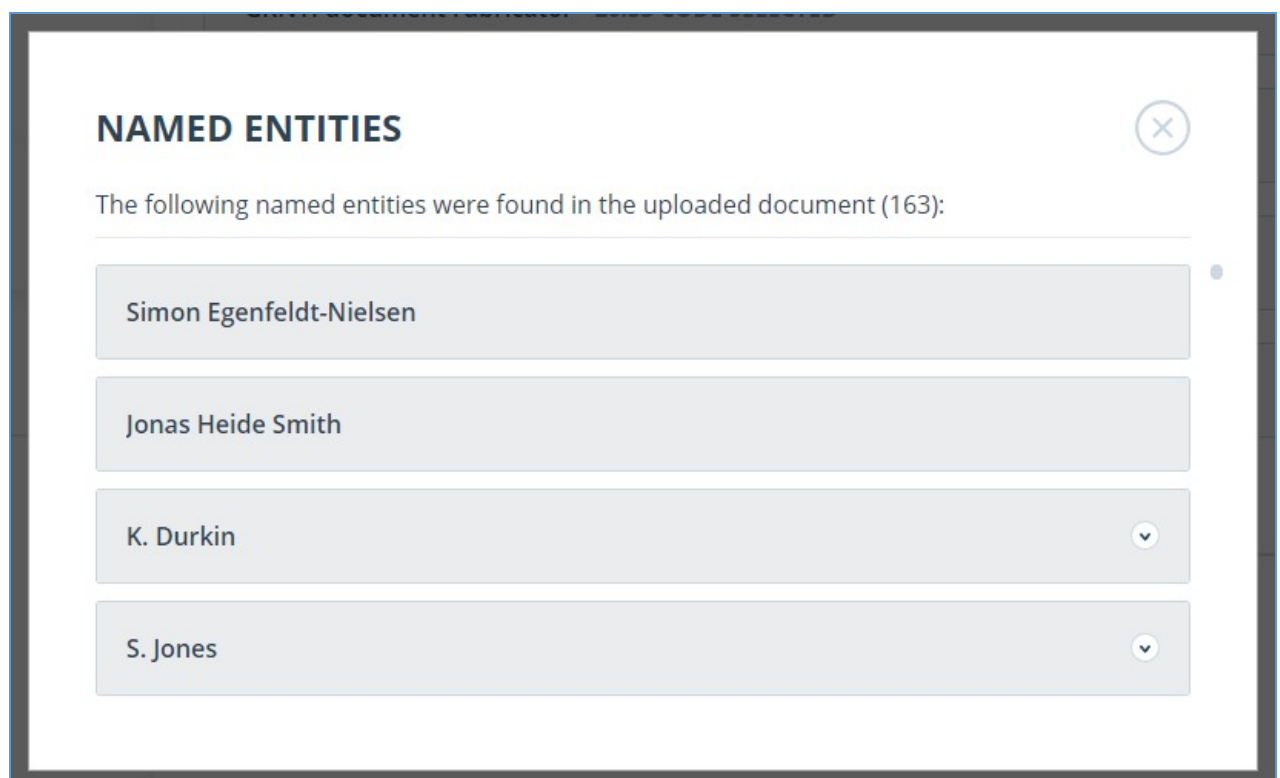 NAMED ENTITIES
The following named entities were found in the uploaded document (163):
Simon Egenfeldt-Nielsen
Jonas Heide Smith
K. Durkin
S. Jones